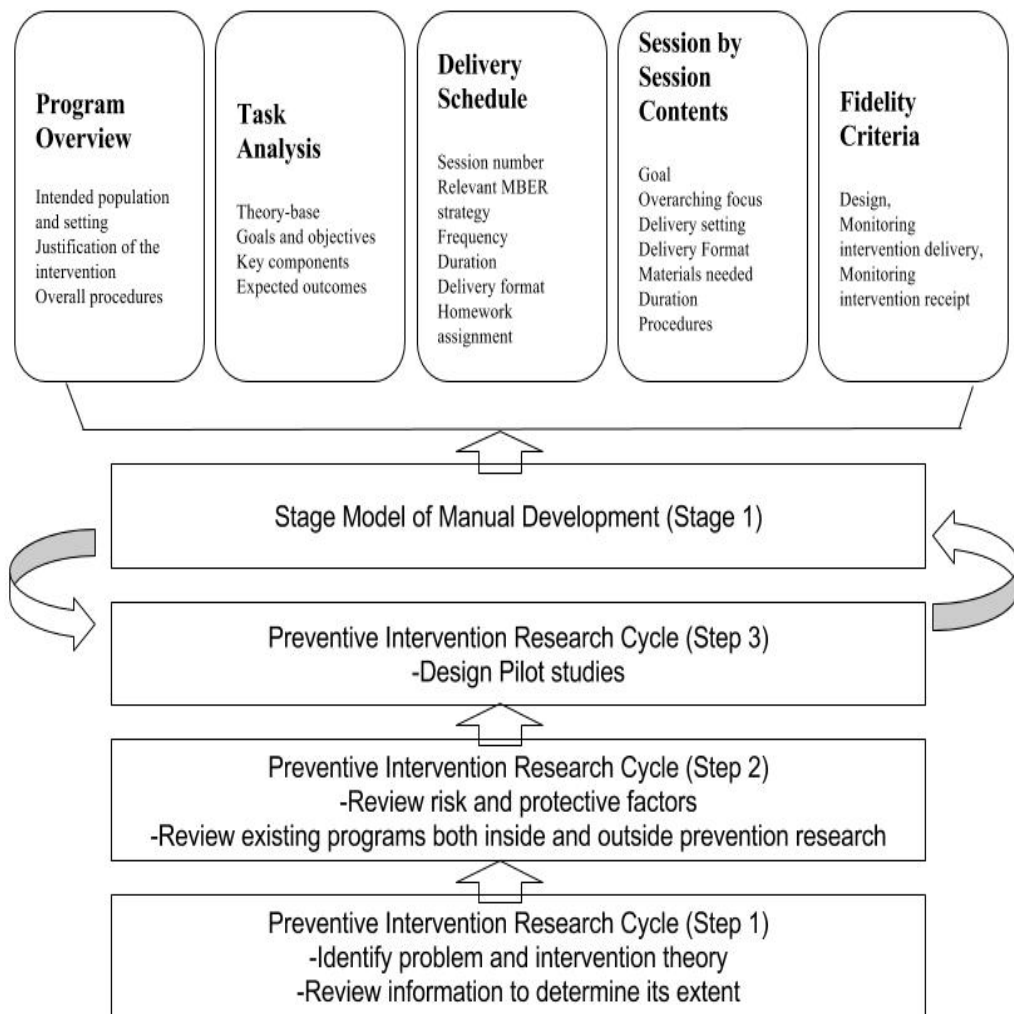 Program
Overview
Intended population
and setting
Justification of the
intervention
Overall procedures
Task
Analysis
Theory-base
Goals and objectives
Key components
Expected outcomes
Delivery
Schedule
Session number
Relevant MBER
strategy
Frequency
Duration
Delivery format
Homework
assignment
Session by
Session
Contents
Goal
Overarching focus
Delivery setting
Delivery Format
Materials needed
Duration
Procedures
Fidelity
Criteria
Design,
Monitoring
intervention delivery,
Monitoring
intervention receipt
Stage Model of Manual Development (Stage 1)
Preventive Intervention Research Cycle (Step 3)
-Design Pilot studies
Preventive Intervention Research Cycle (Step 2)
-Review risk and protective factors
-Review existing programs both inside and outside prevention research
Preventive Intervention Research Cycle (Step 1)
-Identify problem and intervention theory
-Review information to determine its extent